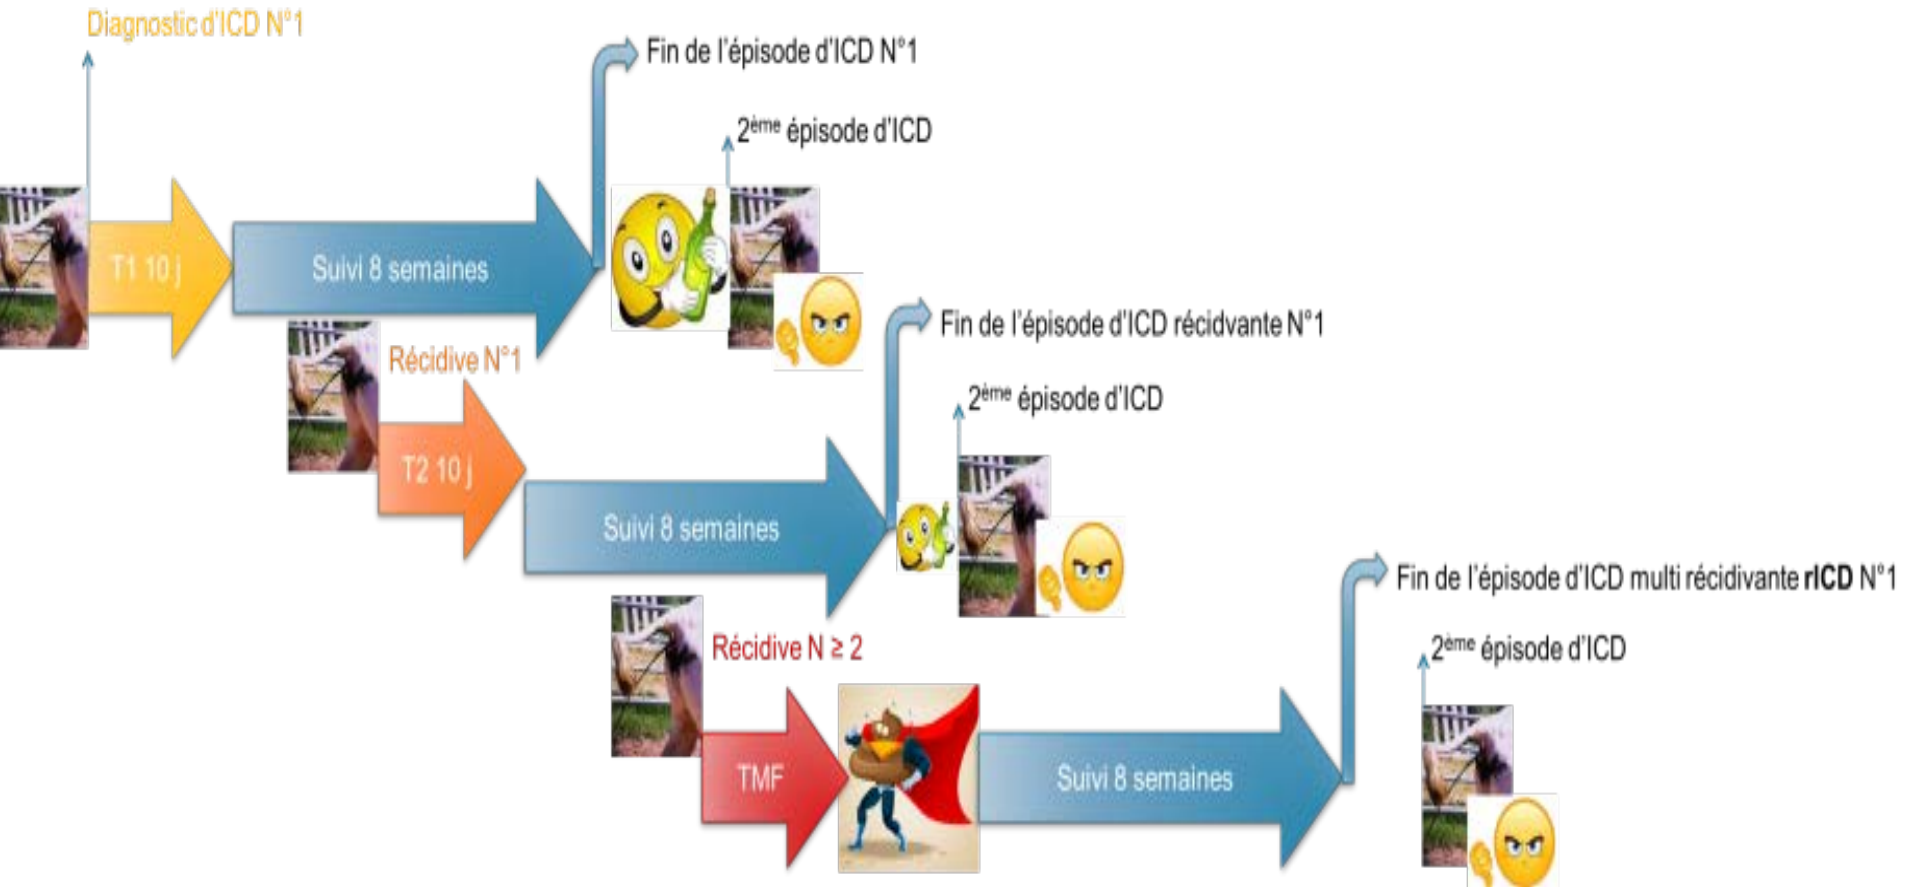 Diagnostic d'ICD N°1
Fin de l'épisode d'ICD N°1
2ème épisode d'ICD
T1 10 j
Suivi 8 semaines
Fin de l'épisode d'ICD récidvante N°1
Récidive N°1
2ème épisode d'ICD
T2 10 j
Suivi 8 semaines
Fin de l'épisode d'ICD multi récidivante rICD N°1
Récidive N ≥ 2
2ème épisode d'ICD
TMF
Suivi 8 semaines